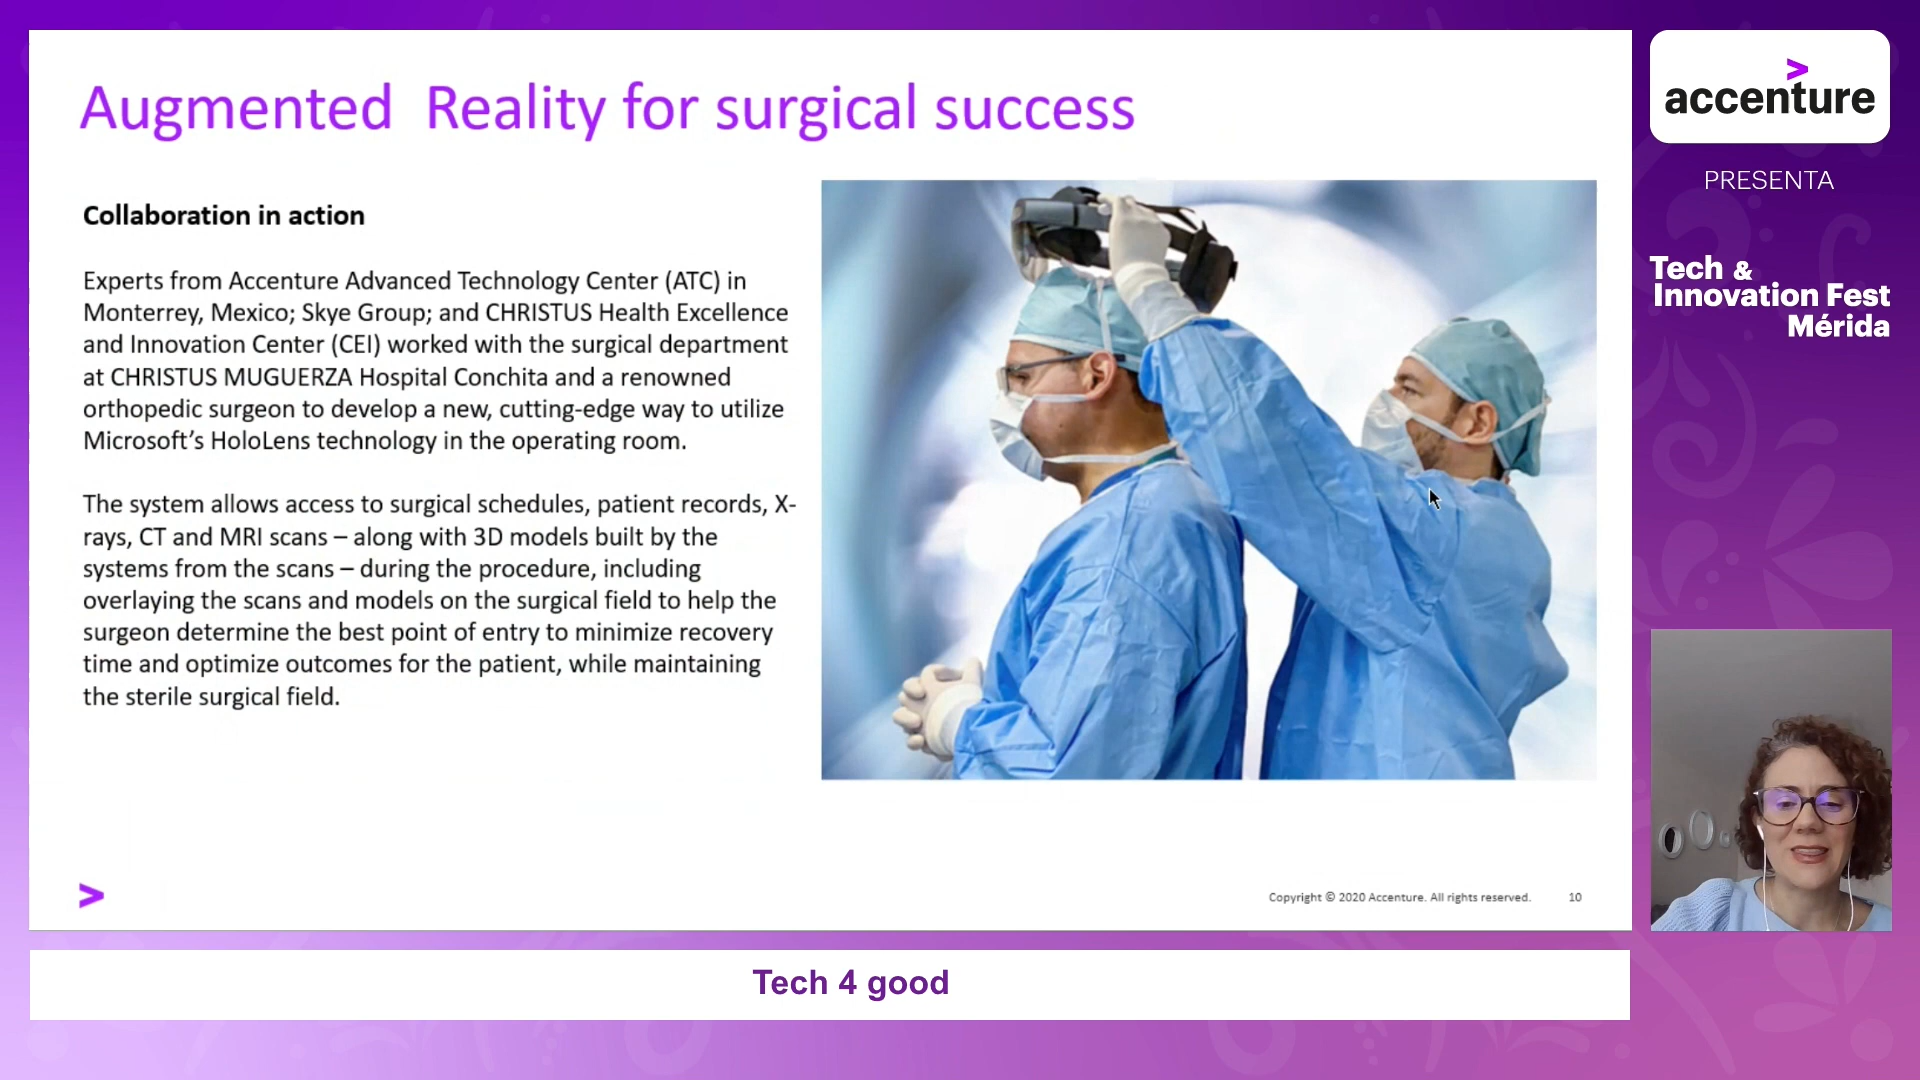 Augmented  Reality for surgical success
Collaboration in action
Experts from Accenture Advanced Technology Center (ATC) in
Monterrey, Mexico; Skye Group; and CHRISTUS Health Excellence
and Innovation Center (CEI) worked with the surgical department
at CHRISTUS MUGUERZA Hospital Conchita and a renowned
orthopedic surgeon to develop a new, cutting-edge way to utilize
Microsoft’s HoloLens technology in the operating room.
The system allows access to surgical schedules, patient records, X-
rays, CT and MRI scans – along with 3D models built by the
systems from the scans – during the procedure, including
overlaying the scans and models on the surgical field to help the
surgeon determine the best point of entry to minimize recovery
time and optimize outcomes for the patient, while maintaining
the sterile surgical field.
>
Copyright © 2020 Accenture. All rights reserved.
10
>
accenture
PRESENTA
Tech &
Innovation Fest
Mérida
Tech 4 good